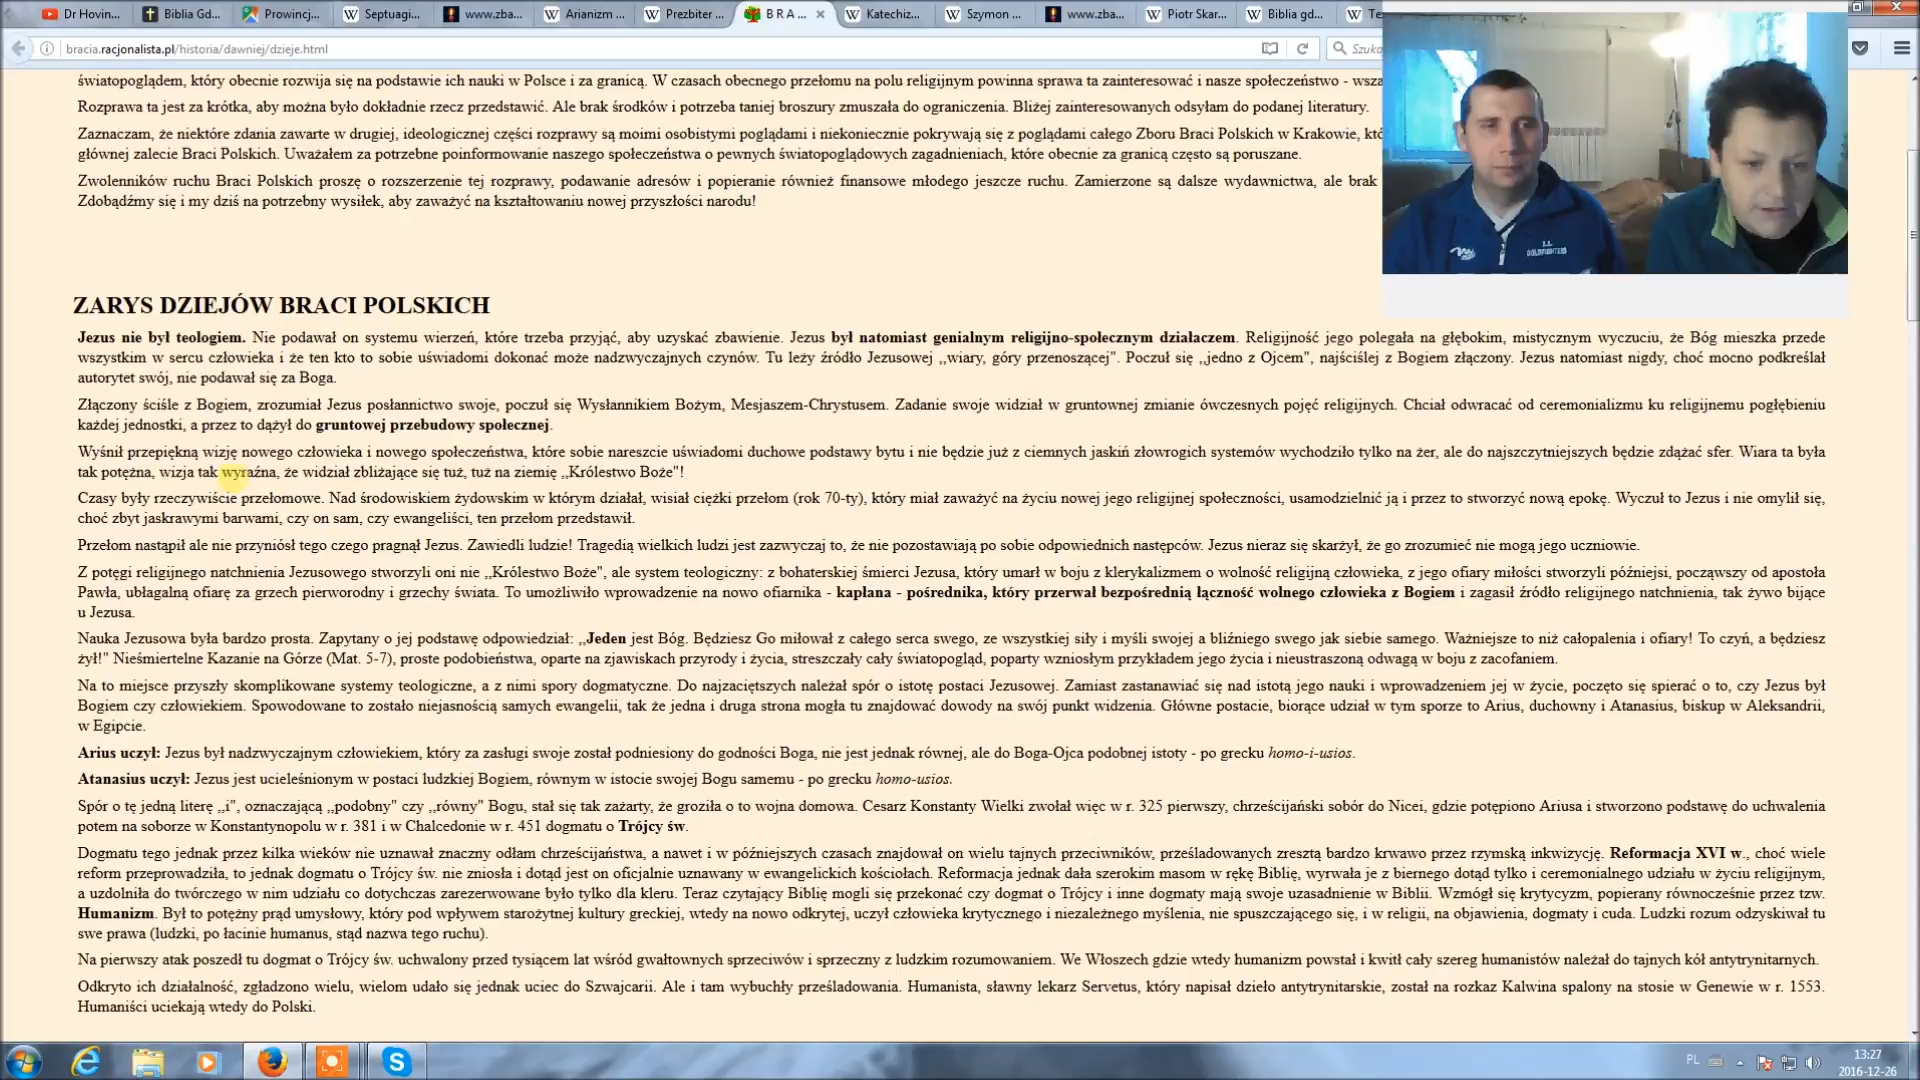 Dr Hovin...
Biblia Gd...
Prowincj...
Septuagi...
www.zba...
Arianizm ...
Prezbiter ...
B R A ...
Katechiz...
Szymon ...
www.zba...
Piotr Skar...
Biblia gd...
bracia.racjonalista.pl/historia/dawniej/dzieje.html
Szuko
światopoglądem, który obecnie rozwija się na podstawie ich nauki w Polsce i za granicą. W czasach obecnego przełomu na polu religijnym powinna sprawa ta zainteresować i nasze społeczeństwo -
Rozprawa ta jest za krótka, aby można było dokładnie rzecz przedstawić. Ale brak środków i potrzeba taniej broszury zmuszała do ograniczenia. Bliżej zainteresowanych odsyłam do podanej literatury.
Zaznaczam, że niektóre zdania zawarte w drugiej, ideologicznej części rozprawy są moimi osobistymi poglądami i niekoniecznie pokrywają się z poglądami całego Zboru Braci Polskich w Krakowie,
głównej zalecie Braci Polskich. Uważałem za potrzebne poinformowanie naszego społeczeństwa o pewnych światopoglądowych zagadnieniach, które obecnie za granicą często są poruszane.
Zwolenników ruchu Braci Polskich proszę o rozszerzenie tej rozprawy, podawanie adresów i popieranie również finansowe młodego jeszcze ruchu. Zamierzone są dalsze wydawnictwa, ale brak
Zdobądźmy się i my dziś na potrzebny wysiłek, aby zaważyć na kształtowaniu nowej przyszłości narodu!
GOLDFIGHTERS
ZARYS DZIEJÓW BRACI POLSKICH
Jezus nie był teologiem. Nie podawał on systemu wierzeń, które trzeba przyjąć, aby uzyskać zbawienie. Jezus był natomiast genialnym religijno-społecznym działaczem. Religijność jego polegała na głębokim, mistycznym wyczuciu, że Bóg mieszka przede
wszystkim w sercu człowieka i że ten kto to sobie uświadomi dokonać może nadzwyczajnych czynów. Tu leży źródło Jezusowej ,,wiary, góry przenoszącej". Poczuł się ,,jedno z Ojcem", najściślej z Bogiem złączony. Jezus natomiast nigdy, choć mocno podkreślał
autorytet swój, nie podawał się za Boga.
Złączony ściśle z Bogiem, zrozumiał Jezus posłannictwo swoje, poczuł się Wysłannikiem Bożym, Mesjaszem-Chrystusem. Zadanie swoje widział w gruntownej zmianie ówczesnych pojęć religijnych. Chciał odwracać od ceremonializmu ku religijnemu pogłębieniu
każdej jednostki, a przez to dążył do gruntowej przebudowy społecznej.
Wyśnił przepiękną wizję nowego człowieka i nowego społeczeństwa, które sobie nareszcie uświadomi duchowe podstawy bytu i nie będzie już z ciemnych jaskiń złowrogich systemów wychodziło tylko na żer, ale do najszczytniejszych będzie zdążać sfer. Wiara ta była
tak potężna, wizja tak wyraźna, że widział zbliżające się tuż, tuż na ziemię ,,Królestwo Boże"!
Czasy były rzeczywiście przełomowe. Nad środowiskiem żydowskim w którym działał, wisiał ciężki przełom (rok 70-ty), który miał zaważyć na życiu nowej jego religijnej społeczności, usamodzielnić ją i przez to stworzyć nową epokę. Wyczuł to Jezus i nie omylił się,
choć zbyt jaskrawymi barwami, czy on sam, czy ewangeliści, ten przełom przedstawił.
Przełom nastąpił ale nie przyniósł tego czego pragnął Jezus. Zawiedli ludzie! Tragedią wielkich ludzi jest zazwyczaj to, że nie pozostawiają po sobie odpowiednich następców. Jezus nieraz się skarżył, że go zrozumieć nie mogą jego uczniowie.
Z potęgi religijnego natchnienia Jezusowego stworzyli oni nie ,,Królestwo Boże", ale system teologiczny: z bohaterskiej śmierci Jezusa, który umarł w boju z klerykalizmem o wolność religijną człowieka, z jego ofiary miłości stworzyli późniejsi, począwszy od apostoła
Pawła, ubłagalną ofiarę za grzech pierworodny i grzechy świata. To umożliwiło wprowadzenie na nowo ofiarnika - kapłana - pośrednika, który przerwał bezpośrednią łączność wolnego człowieka z Bogiem i zagasił źródło religijnego natchnienia, tak żywo bijące
u Jezusa.
Nauka Jezusowa była bardzo prosta. Zapytany o jej podstawę odpowiedział: ,,Jeden jest Bóg. Będziesz Go miłował z całego serca swego, ze wszystkiej siły i myśli swojej a bliźniego swego jak siebie samego. Ważniejsze to niż całopalenia i ofiary! To czyń, a będziesz
żył!" Nieśmiertelne Kazanie na Górze (Mat. 5-7), proste podobieństwa, oparte na zjawiskach przyrody i życia, streszczały cały światopogląd, poparty wzniosłym przykładem jego życia i nieustraszoną odwagą w boju z zacofaniem.
Na to miejsce przyszły skomplikowane systemy teologiczne, a z nimi spory dogmatyczne. Do najzaciętszych należał spór o istotę postaci Jezusowej. Zamiast zastanawiać się nad istotą jego nauki i wprowadzeniem jej w życie, poczęto się spierać o to, czy Jezus był
Bogiem czy człowiekiem. Spowodowane to zostało niejasnością samych ewangelii, tak że jedna i druga strona mogła tu znajdować dowody na swój punkt widzenia. Główne postacie, biorące udział w tym sporze to Arius, duchowny i Atanasius, biskup w Aleksandrii,
w Egipcie.
Arius uczył: Jezus był nadzwyczajnym człowiekiem, który za zasługi swoje został podniesiony do godności Boga, nie jest jednak równej, ale do Boga-Ojca podobnej istoty - po grecku homo-i-usios.
Atanasius uczył: Jezus jest ucieleśnionym w postaci ludzkiej Bogiem, równym w istocie swojej Bogu samemu - po grecku homo-usios.
Spór o tę jedną literę ,,i", oznaczającą ,,podobny" czy ,,równy" Bogu, stał się tak zażarty, że groziła o to wojna domowa. Cesarz Konstanty Wielki zwołał więc w r. 325 pierwszy, chrześcijański sobór do Nicei, gdzie potępiono Ariusa i stworzono podstawę do uchwalenia
potem na soborze w Konstantynopolu w r. 381 i w Chalcedonie w r. 451 dogmatu o Trójcy św.
Dogmatu tego jednak przez kilka wieków nie uznawał znaczny odłam chrześcijaństwa, a nawet i w późniejszych czasach znajdował on wielu tajnych przeciwników, prześladowanych zresztą bardzo krwawo przez rzymską inkwizycję. Reformacja XVI w., choć wiele
reform przeprowadziła, to jednak dogmatu o Trójcy św. nie zniosła i dotąd jest on oficjalnie uznawany w ewangelickich kościołach. Reformacja jednak dała szerokim masom w rękę Biblię, wyrwała je z biernego dotąd tylko i ceremonialnego udziału w życiu religijnym,
a uzdolniła do twórczego w nim udziału co dotychczas zarezerwowane było tylko dla kleru. Teraz czytający Biblię mogli się przekonać czy dogmat o Trójcy i inne dogmaty mają swoje uzasadnienie w Biblii. Wzmógł się krytycyzm, popierany równocześnie przez tzw.
Humanizm. Był to potężny prąd umysłowy, który pod wpływem starożytnej kultury greckiej, wtedy na nowo odkrytej, uczył człowieka krytycznego i niezależnego myślenia, nie spuszczającego się, i w religii, na objawienia, dogmaty i cuda. Ludzki rozum odzyskiwał tu
swe prawa (ludzki, po łacinie humanus, stąd nazwa tego ruchu).
Na pierwszy atak poszedł tu dogmat o Trójcy św. uchwalony przed tysiącem lat wśród gwałtownych sprzeciwów i sprzeczny z ludzkim rozumowaniem. We Włoszech gdzie wtedy humanizm powstał i kwitł cały szereg humanistów należał do tajnych kół antytrynitarnych.
Odkryto ich działalność, zgładzono wielu, wielom udało się jednak uciec do Szwajcarii. Ale i tam wybuchły prześladowania. Humanista, sławny lekarz Servetus, który napisał dzieło antytrynitarskie, został na rozkaz Kalwina spalony na stosie w Genewie w r. 1553.
Humaniści uciekają wtedy do Polski.
PL
13:27
2016-12-26